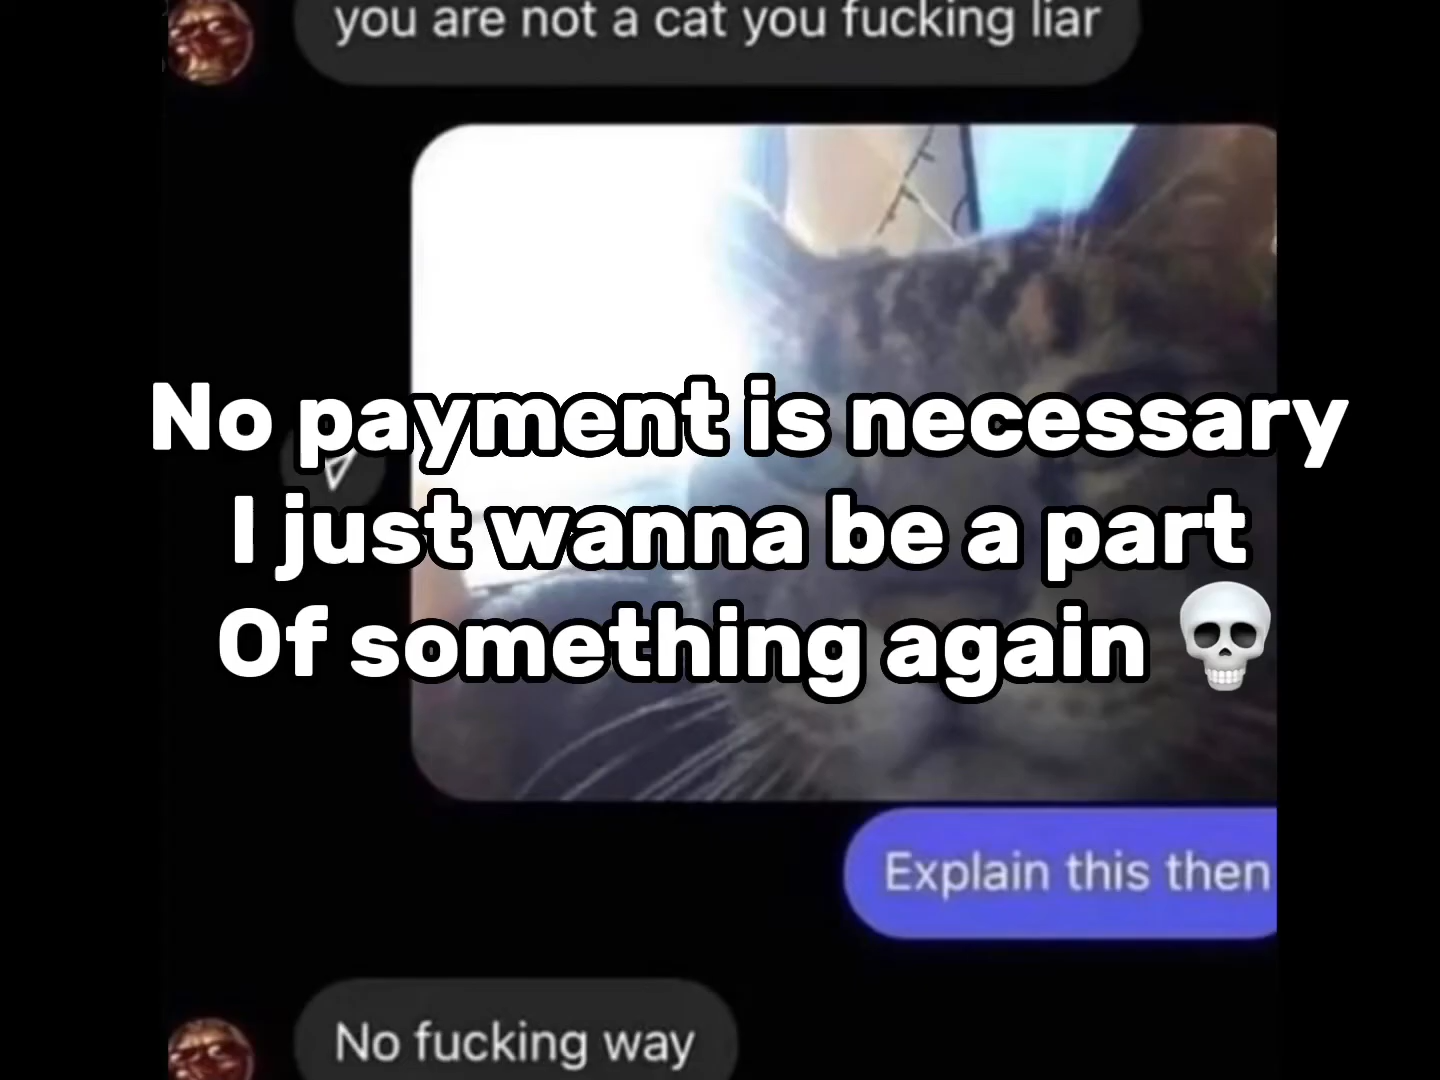 you are not a cat you fucking liar
No payment is necessary
I just wanna be a part
Of something again 💀
Explain this then
No fucking way